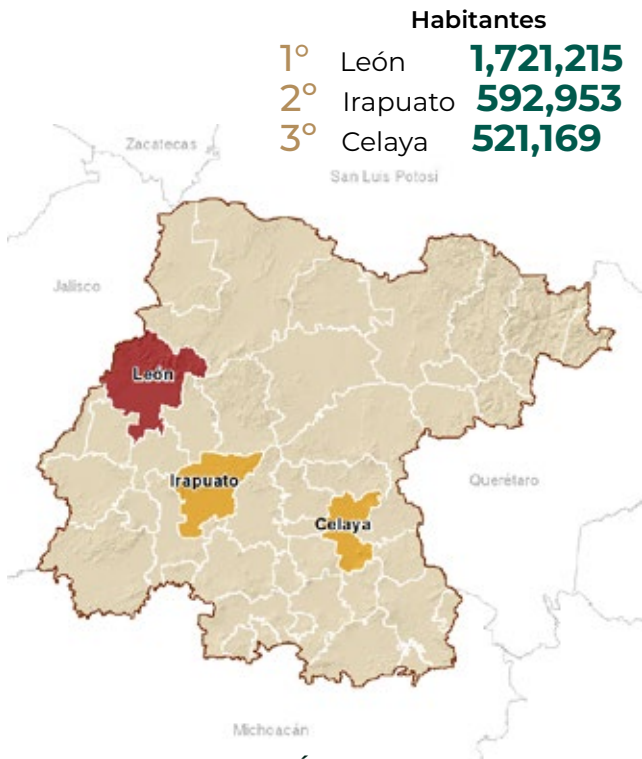 Habitantes
1° León 1,721,215
2° Irapuato 592,953
3° Celaya 521,169
Zacatecas
San Luis Potosí
Jalisco
León
Irapuato
Querétaro
Celaya
Michoacán